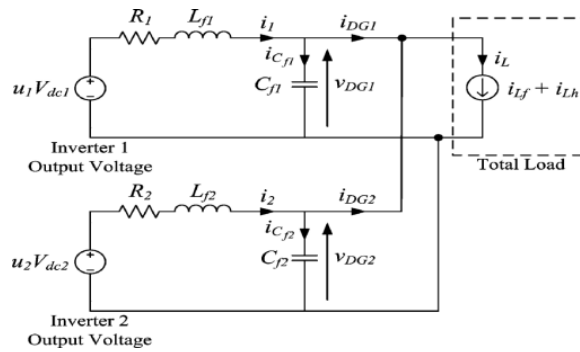 R1 Lf1 i1 iDG1
iCf1 iL
u1Vdc1 Cf1 vDG1 iLf + iLh
Inverter 1
Output Voltage
Total Load
R2 Lf2 i2 iDG2
iCf2
u2Vdc2 Cf2 vDG2
Inverter 2
Output Voltage